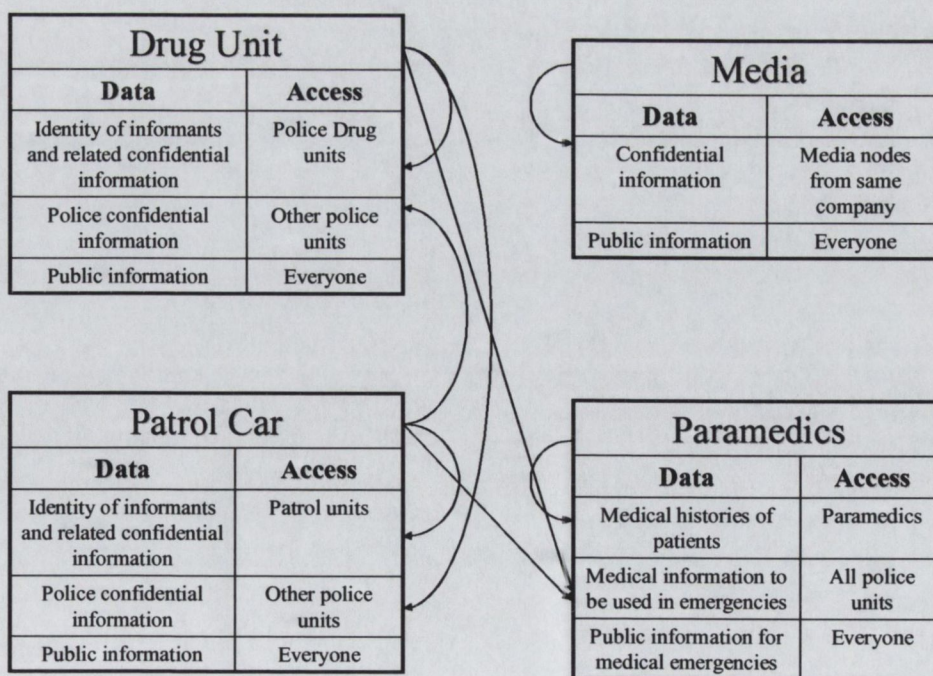 Drug Unit
Data Access
Identity of informants
and related confidential
information
Police Drug
units
Police confidential
information
Other police
units
Public information Everyone
Media
Data Access
Confidential
information
Media nodes
from same
company
Public information Everyone
Patrol Car
Data Access
Identity of informants
and related confidential
information
Patrol units
Police confidential
information
Other police
units
Public information Everyone
Paramedics
Data Access
Medical histories of
patients
Paramedics
Medical information to
be used in emergencies
All police
units
Public information for
medical emergencies
Everyone